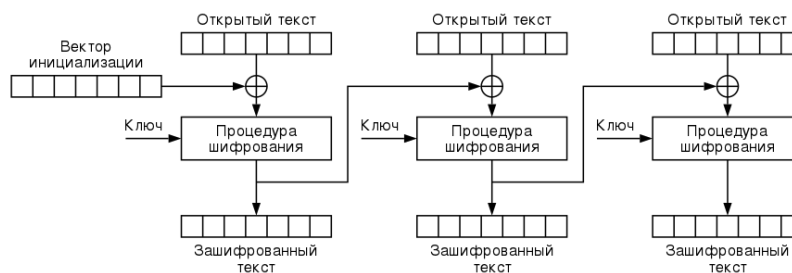 Открытый текст
Открытый текст
Открытый текст
Вектор
инициализации
Ключ
Процедура
шифрования
Ключ
Процедура
шифрования
Ключ
Процедура
шифрования
Зашифрованный
текст
Зашифрованный
текст
Зашифрованный
текст